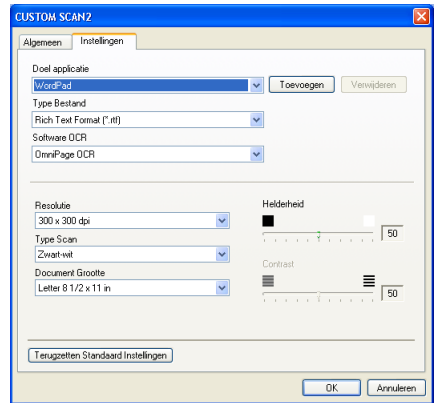 CUSTOM SCAN2
Algemeen Instellingen
Doel applicatie
WordPad Toevoegen Verwijderen
Type Bestand
Rich Text Format (*.rtf)
Software OCR
OmniPage OCR
Resolutie Helderheid
300 x 300 dpi 50
Type Scan
Zwart-wit
Contrast
Document Grootte
Letter 8 1/2 x 11 in 50
Terugzetten Standaard Instellingen
OK Annuleren